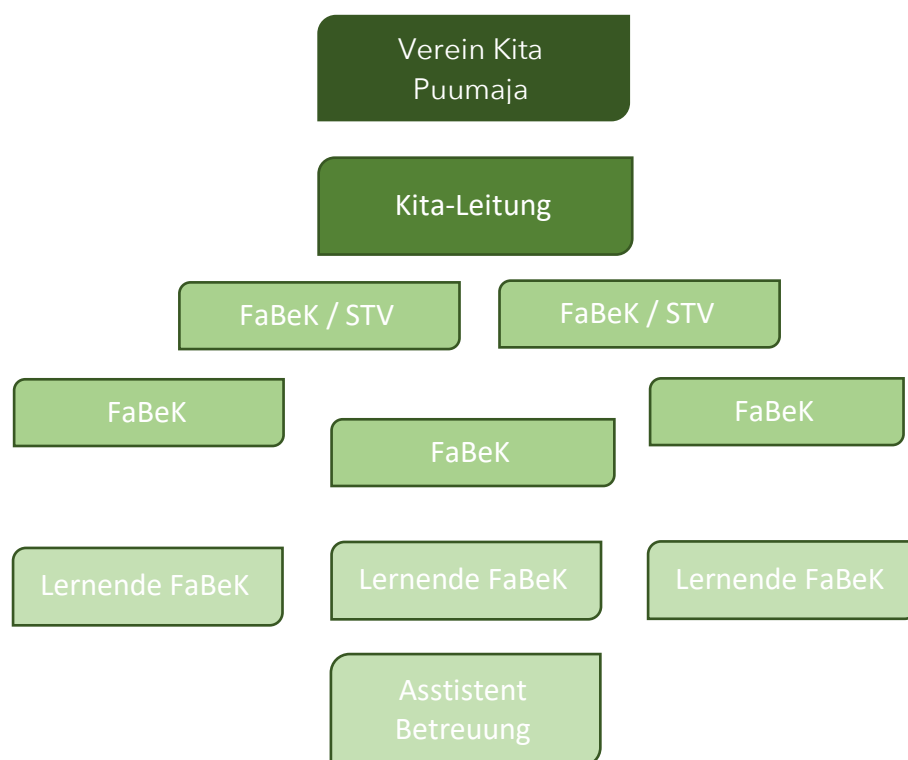 Verein Kita
Puumaja
Kita-Leitung
FaBeK / STV
FaBeK / STV
FaBeK
FaBeK
FaBeK
Lernende FaBeK
Lernende FaBeK
Lernende FaBeK
Asstistent
Betreuung